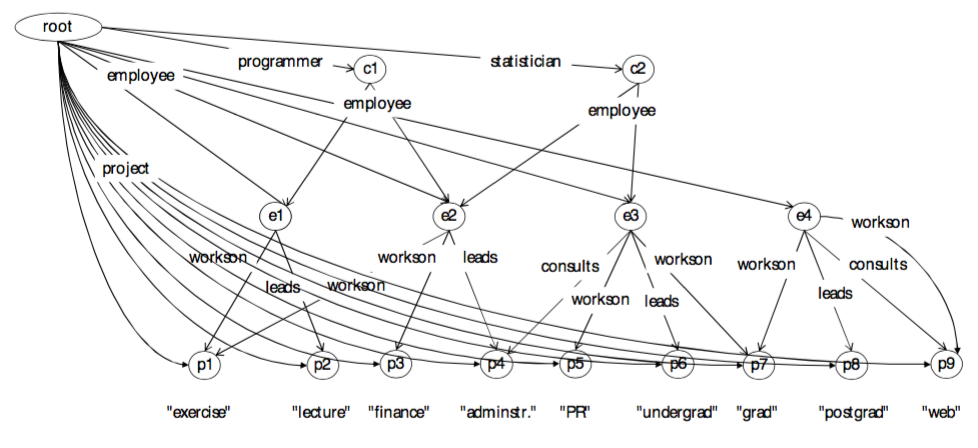 root
programmer
statistician
c1
c2
employee
employee
employee
project
e1
e2
e3
e4
workson
workson
leads
consults
workson
workson
consults
leads
workson
workson
leads
leads
p1
p2
p3
p4
p5
p6
p7
p8
p9
"exercise"
"lecture"
"finance"
"adminstr."
"PR"
"undergrad"
"grad"
"postgrad"
"web"